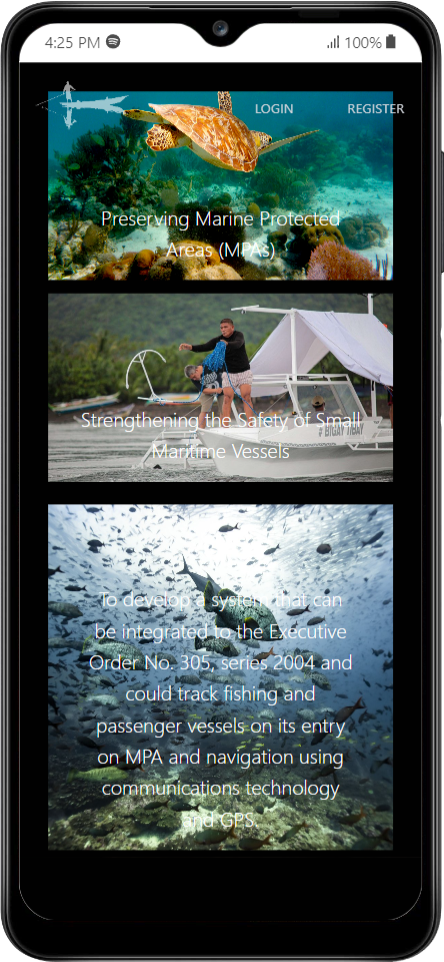 4:25 PM 100%
LOGIN REGISTER
Preserving Marine Protected
Areas (MPAs)
Strengthening the Safety of Small
Maritime Vessels
# BIGAY TIBAY
To develop a system that can
be integrated to the Executive
Order No. 305, series 2004 and
could track fishing and
passenger vessels on its entry
on MPA and navigation using
communications technology
and GPS.